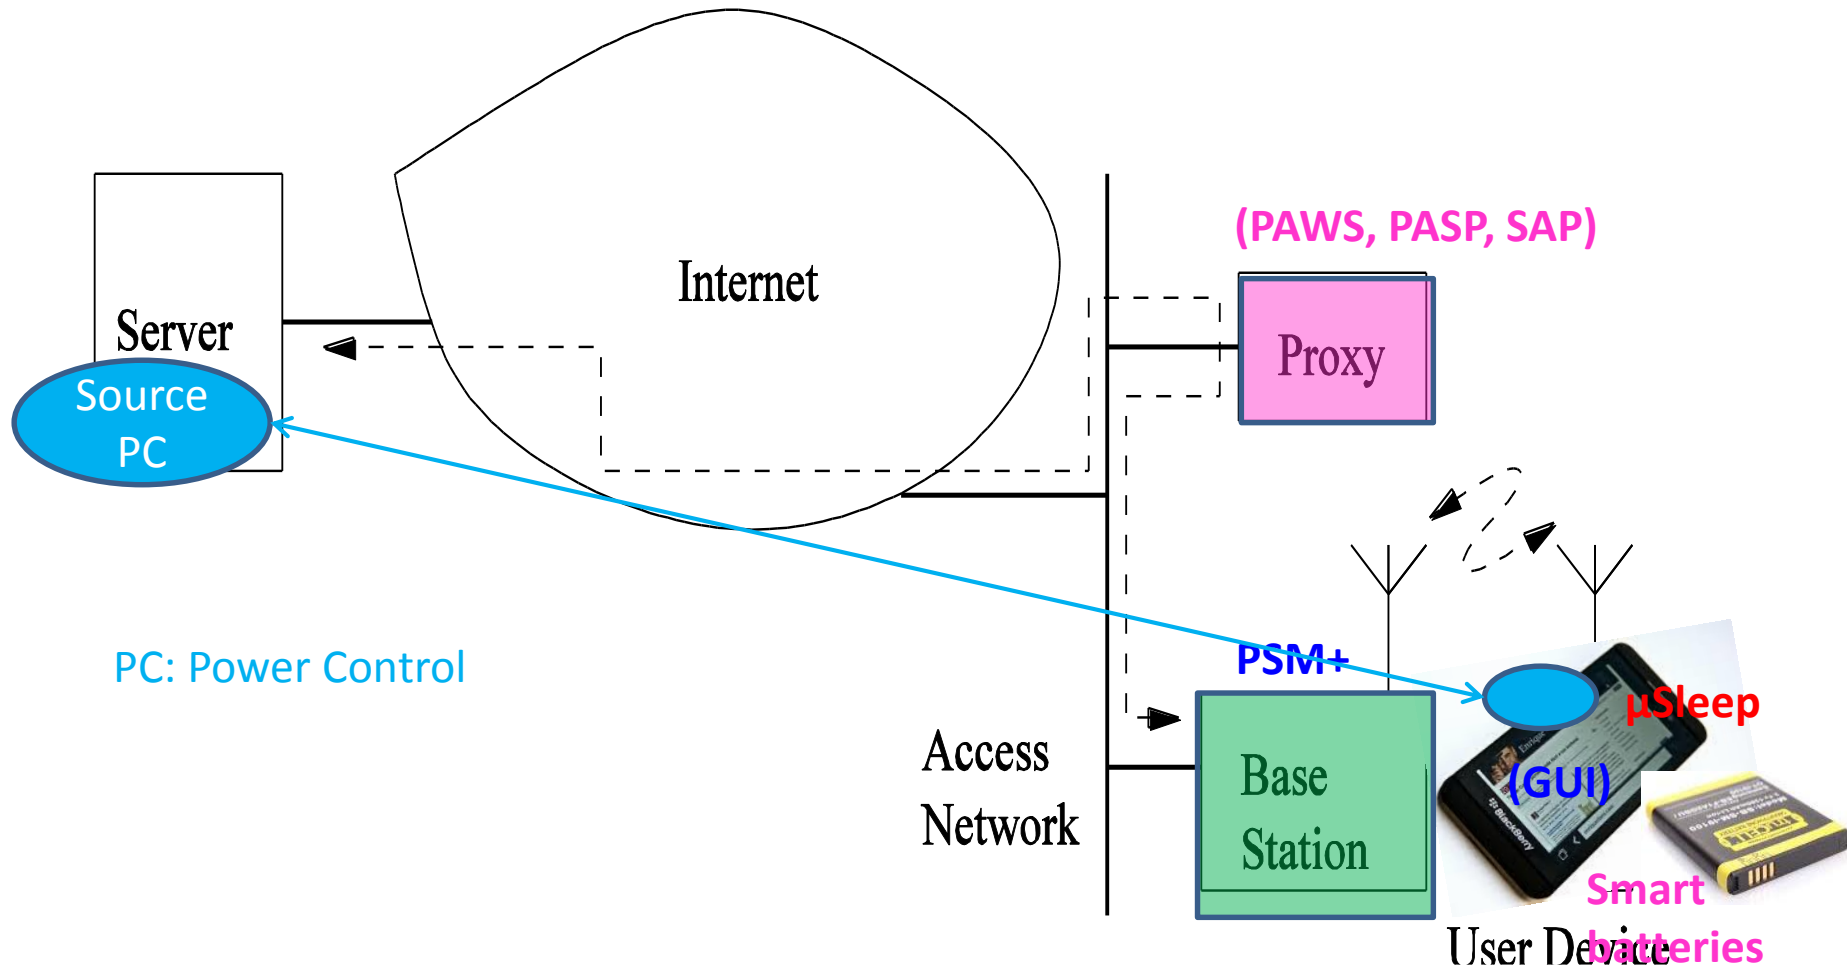 (PAWS, PASP, SAP)
Internet
Server
Proxy
Source
PC
PC: Power Control
PSM+
µSleep
Access
Network
Base
Station
(GUI)
BlackBerry
Smart
batteries
User Device